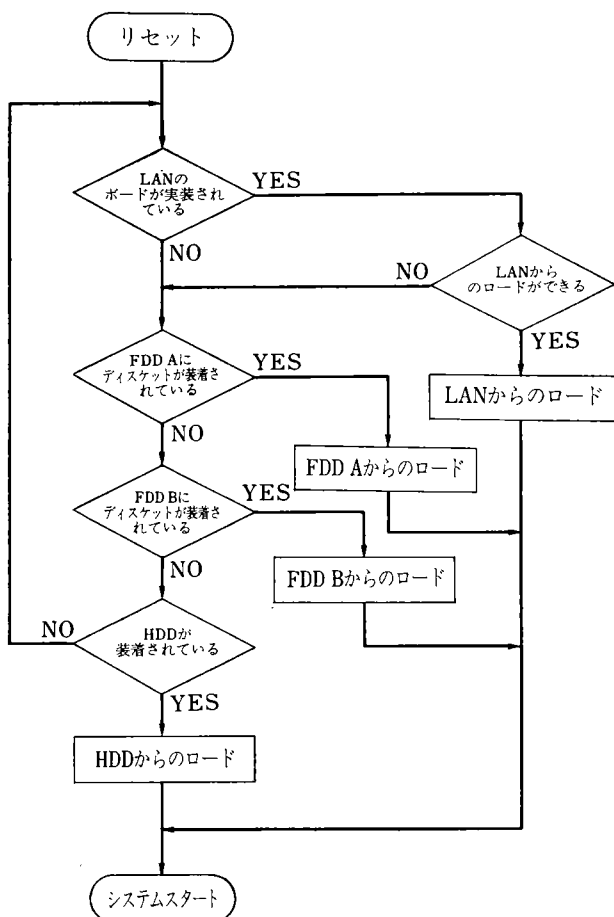 リセット
LANの
ボードが実装され
ている
YES
NO
LANから
のロードができる
NO
YES
LANからのロード
FDD Aに
ディスケットが装着さ
れている
YES
NO
FDD Aからのロード
FDD Bに
ディスケットが装着さ
れている
YES
NO
FDD Bからのロード
HDDが
装着されている
NO
YES
HDDからのロード
システムスタート